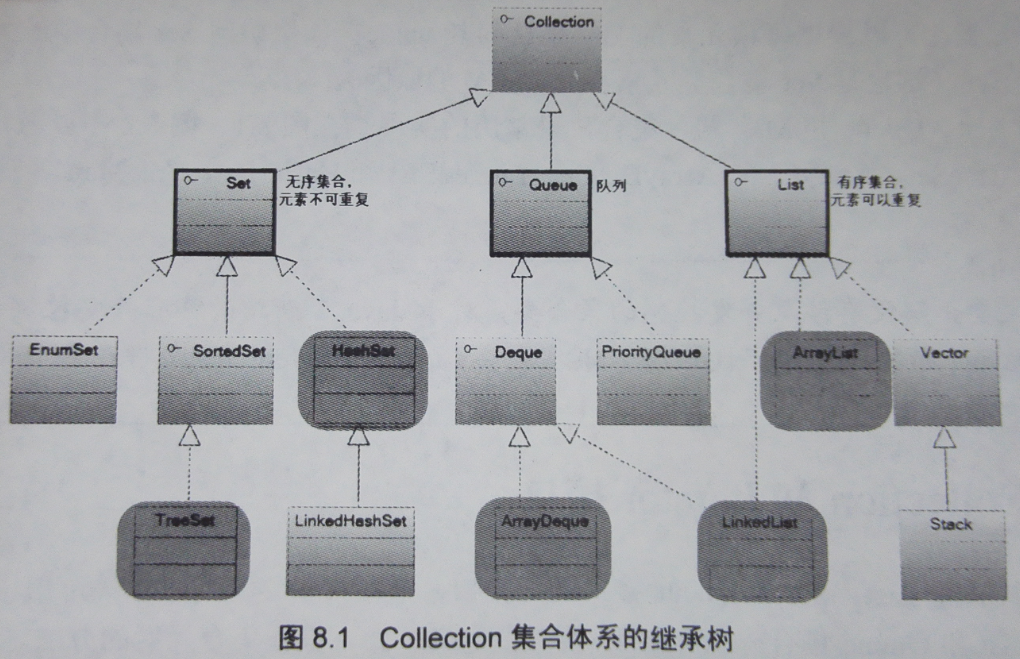 Collection
Set
无序集合,
元素不可重复
Queue
队列
List
有序集合,
元素可以重复
EnumSet
SortedSet
HashSet
Deque
PriorityQueue
ArrayList
Vector
TreeSet
LinkedHashSet
ArrayDeque
LinkedList
Stack
图 8.1 Collection 集合体系的继承树